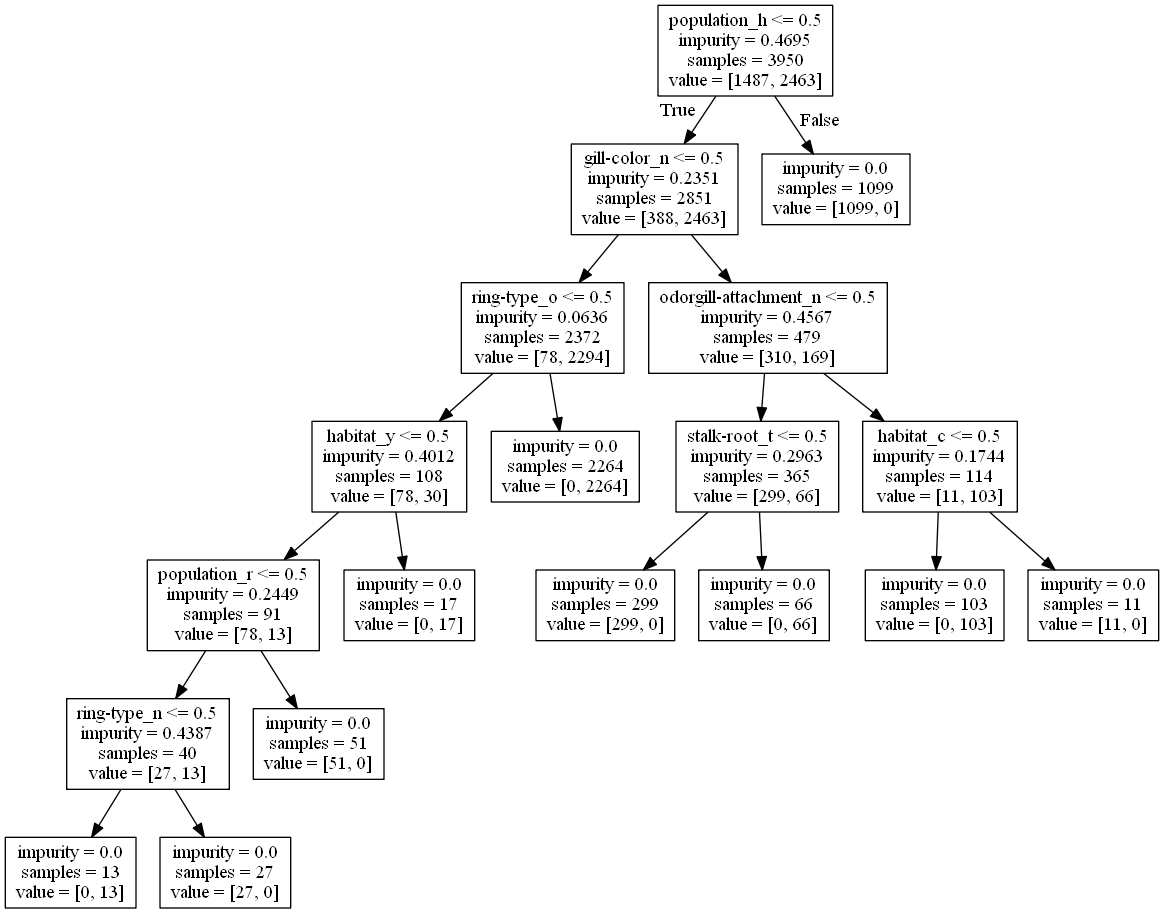 population_h <= 0.5
impurity = 0.4695
samples = 3950
value = [1487, 2463]
True
False
gill-color_n <= 0.5
impurity = 0.2351
samples = 2851
value = [388, 2463]
impurity = 0.0
samples = 1099
value = [1099, 0]
ring-type_o <= 0.5
impurity = 0.0636
samples = 2372
value = [78, 2294]
odorgill-attachment_n <= 0.5
impurity = 0.4567
samples = 479
value = [310, 169]
habitat_y <= 0.5
impurity = 0.4012
samples = 108
value = [78, 30]
impurity = 0.0
samples = 2264
value = [0, 2264]
stalk-root_t <= 0.5
impurity = 0.2963
samples = 365
value = [299, 66]
habitat_c <= 0.5
impurity = 0.1744
samples = 114
value = [11, 103]
population_r <= 0.5
impurity = 0.2449
samples = 91
value = [78, 13]
impurity = 0.0
samples = 17
value = [0, 17]
impurity = 0.0
samples = 299
value = [299, 0]
impurity = 0.0
samples = 66
value = [0, 66]
impurity = 0.0
samples = 103
value = [0, 103]
impurity = 0.0
samples = 11
value = [11, 0]
ring-type_n <= 0.5
impurity = 0.4387
samples = 40
value = [27, 13]
impurity = 0.0
samples = 51
value = [51, 0]
impurity = 0.0
samples = 13
value = [0, 13]
impurity = 0.0
samples = 27
value = [27, 0]